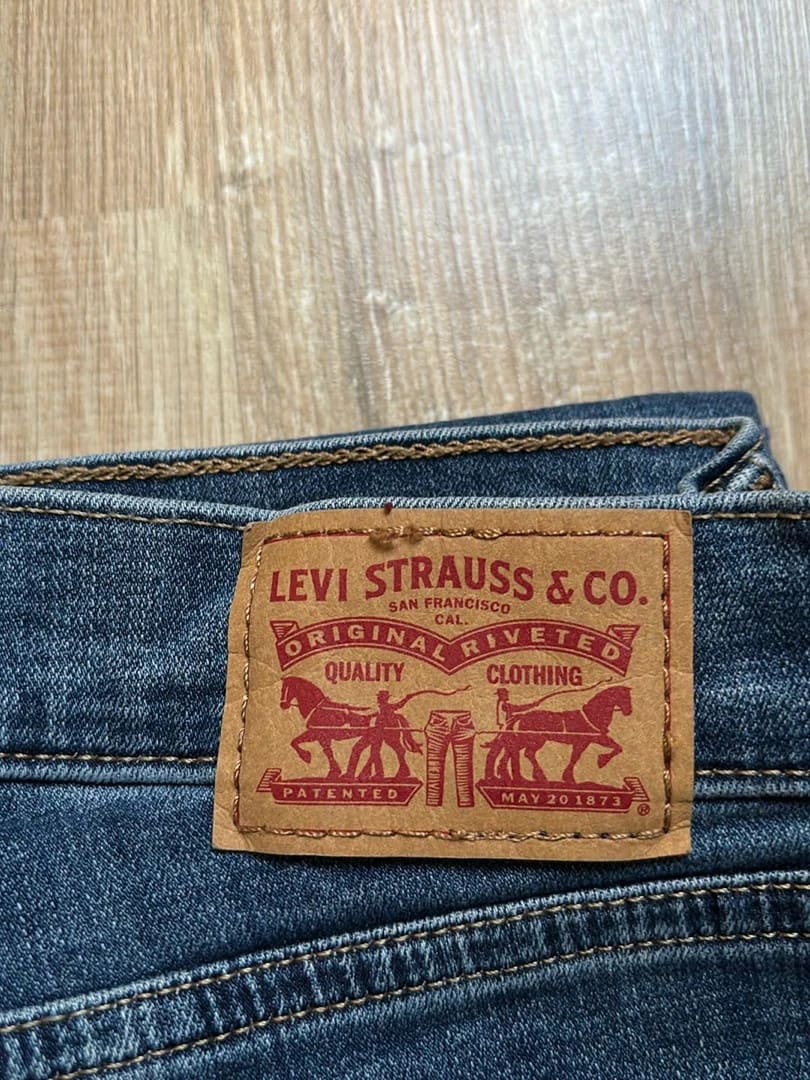 LEVI STRAUSS & CO.
SAN FRANCISCO
CAL.
ORIGINAL RIVETED
QUALITY CLOTHING
PATENTED MAY 20 1873 ®